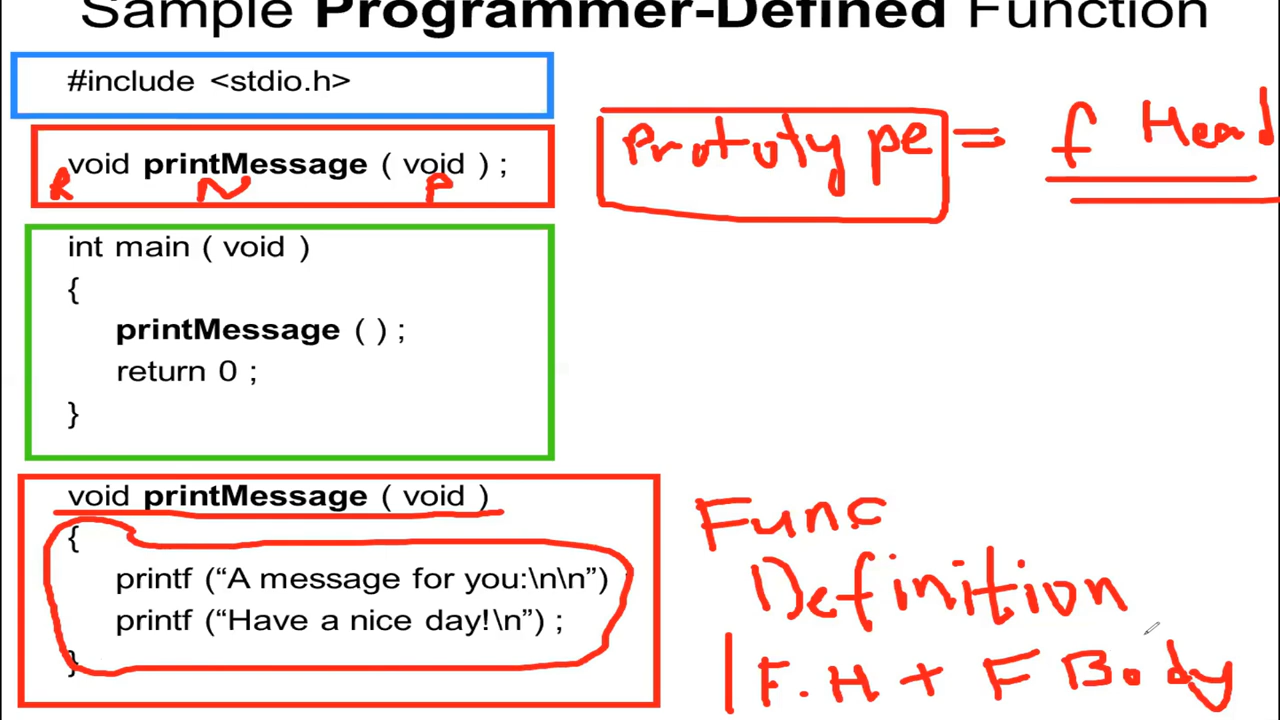 Sample Programmer-Defined Function
#include <stdio.h>
void printMessage ( void ) ;
R N P
Prototype = f Head
int main ( void )
{
printMessage ( ) ;
return 0 ;
}
void printMessage ( void )
{
printf (“A message for you:\n\n”)
printf (“Have a nice day!\n”) ;
}
Func
Definition
F.H + F Body